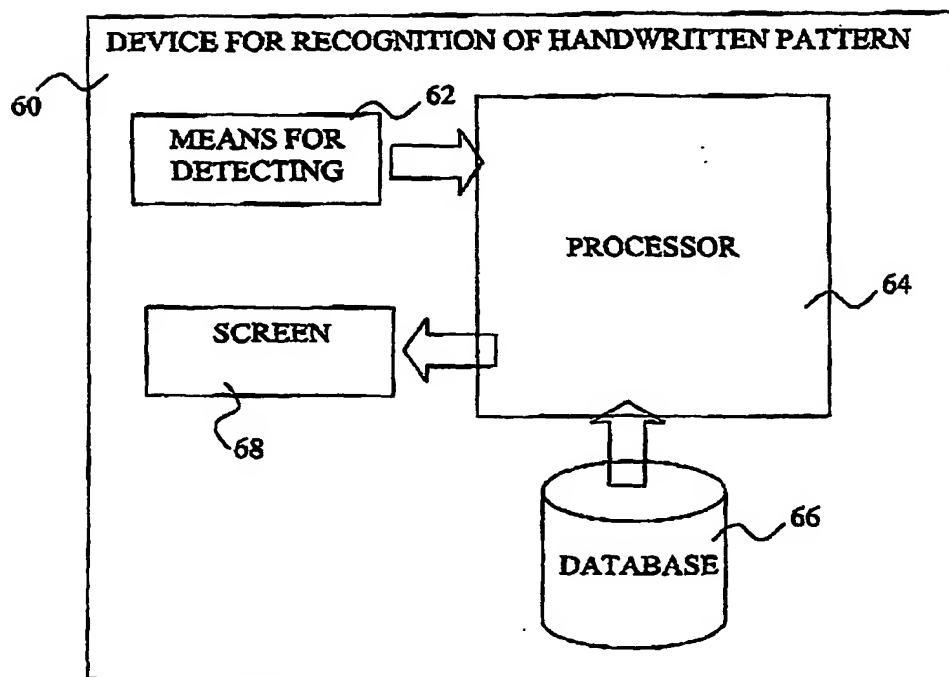 DEVICE FOR RECOGNITION OF HANDWRITTEN PATTERN
60
62
MEANS FOR
DETECTING
PROCESSOR
64
SCREEN
68
66
DATABASE